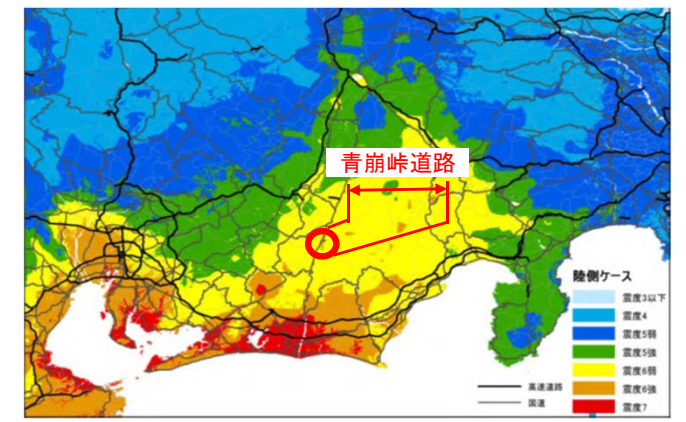 青崩峠道路
陸側ケース
震度3以下
震度4
震度5弱
震度5強
震度6弱
震度6強
震度7
高速道路
国道